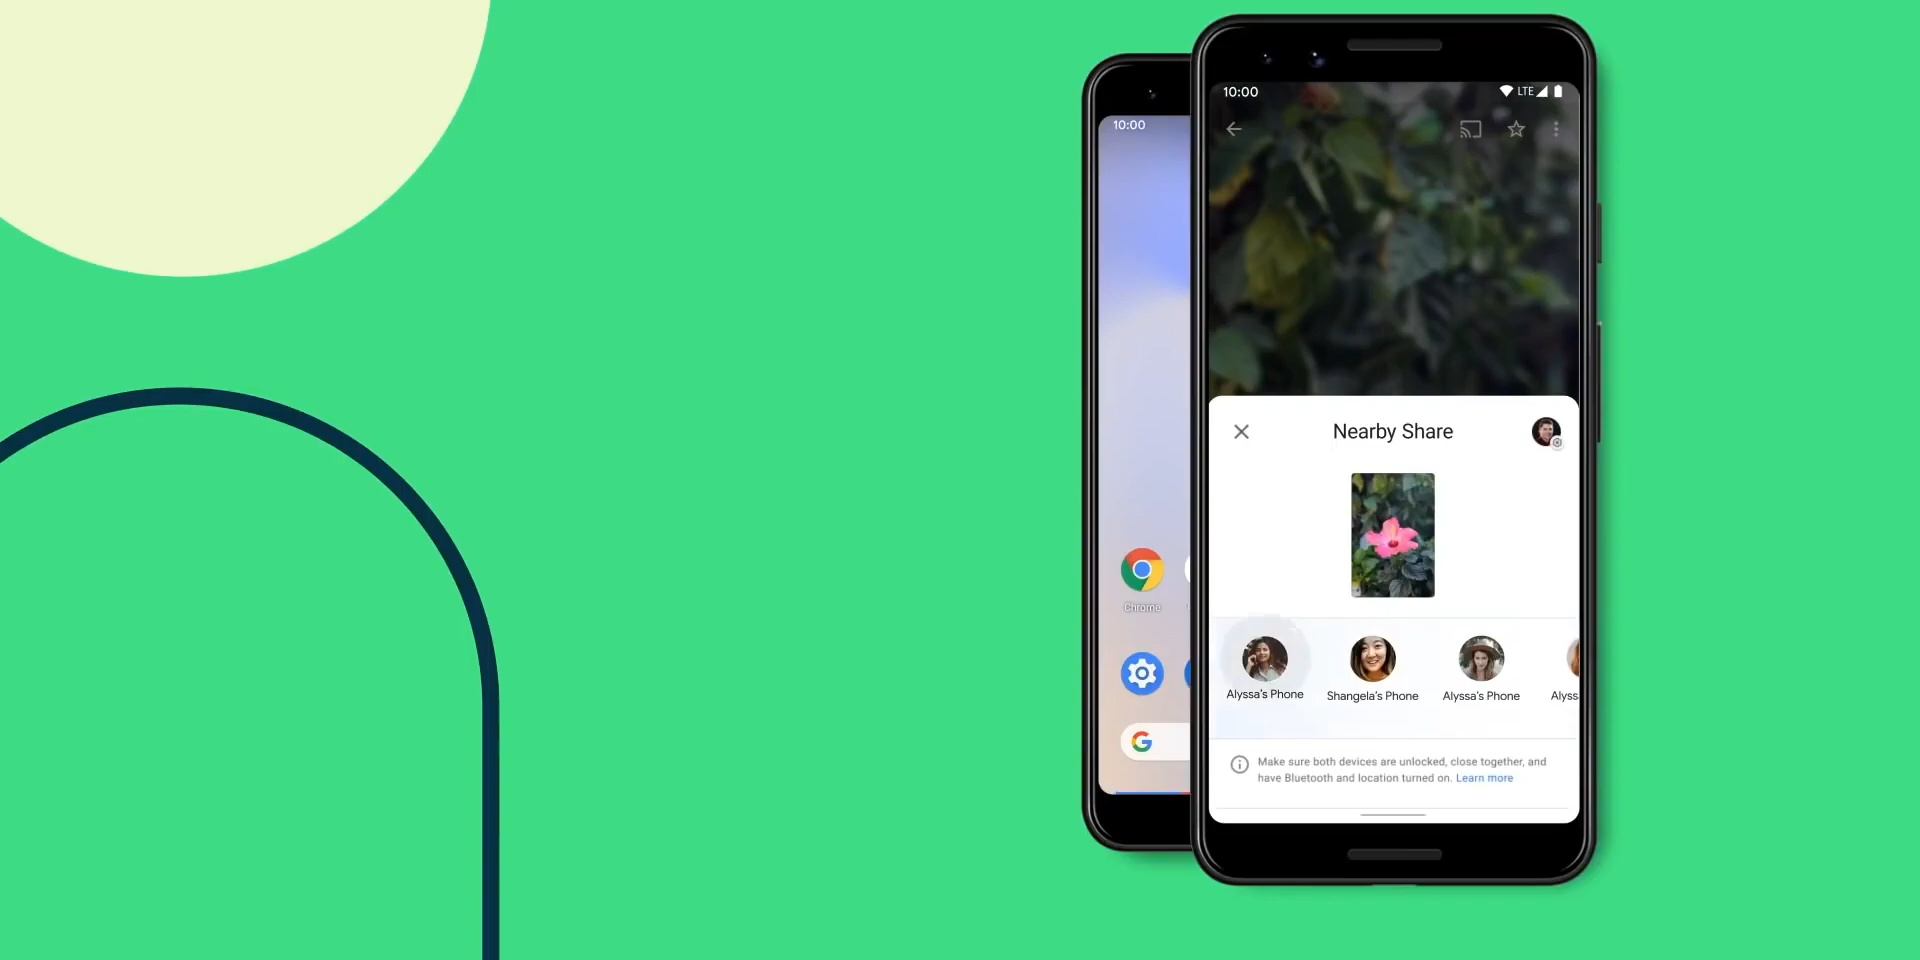 10:00
10:00
LTE
Nearby Share
Chrome
Alyssa's Phone
Shangela's Phone
Alyssa's Phone
Alyss
Make sure both devices are unlocked, close together, and
have Bluetooth and location turned on. Learn more